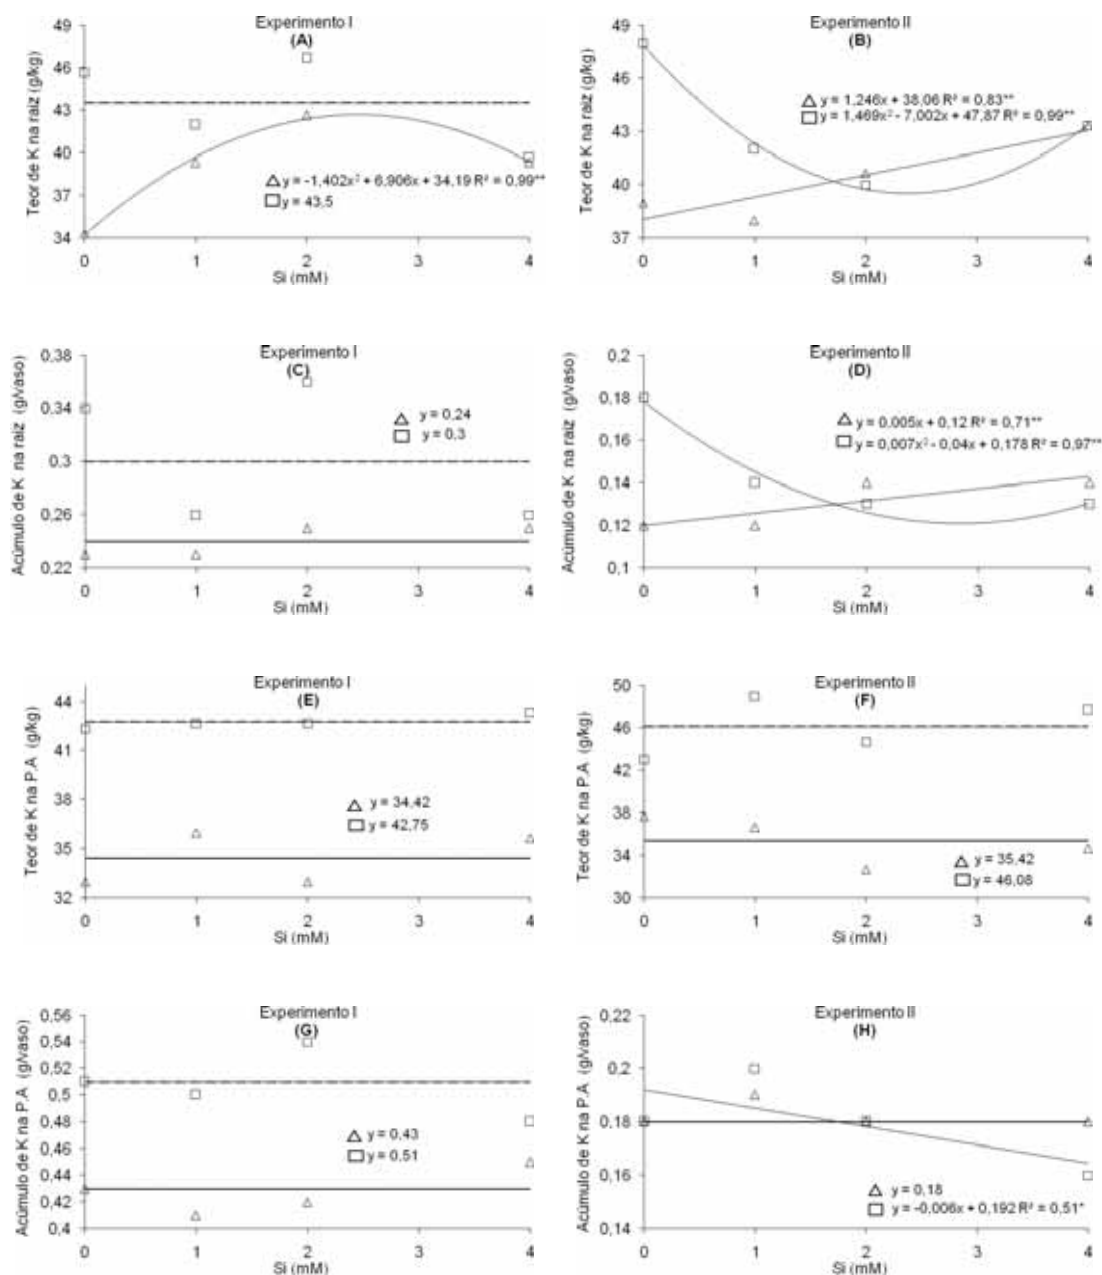 Experimento I
(A)
Teor de K na raiz (g/kg)
49
46
43
40
37
34
y = -1,402x² + 6,906x + 34,19 R² = 0,99**
y = 43,5
0 1 2 3 4
Si (mM)
Experimento II
(B)
Teor de K na raiz (g/kg)
49
46
43
40
37
y = 1,246x + 38,06 R² = 0,83**
y = 1,469x² - 7,002x + 47,87 R² = 0,99**
0 1 2 3 4
Si (mM)
Experimento I
(C)
Acúmulo de K na raiz (g/vaso)
0,38
0,34
0,3
0,26
0,22
y = 0,24
y = 0,3
0 1 2 3 4
Si (mM)
Experimento II
(D)
Acúmulo de K na raiz (g/vaso)
0,2
0,18
0,16
0,14
0,12
0,1
y = 0,005x + 0,12 R² = 0,71**
y = 0,007x² - 0,04x + 0,178 R² = 0,97**
0 1 2 3 4
Si (mM)
Experimento I
(E)
Teor de K na P.A (g/kg)
44
41
38
35
32
y = 34,42
y = 42,75
0 1 2 3 4
Si (mM)
Experimento II
(F)
Teor de K na P.A (g/kg)
50
46
42
38
34
30
y = 35,42
y = 46,08
0 1 2 3 4
Si (mM)
Experimento I
(G)
Acúmulo de K na P.A (g/vaso)
0,56
0,54
0,52
0,5
0,48
0,46
0,44
0,42
0,4
y = 0,43
y = 0,51
0 1 2 3 4
Si (mM)
Experimento II
(H)
Acúmulo de K na P.A (g/vaso)
0,22
0,2
0,18
0,16
0,14
y = 0,18
y = -0,006x + 0,192 R² = 0,51*
0 1 2 3 4
Si (mM)